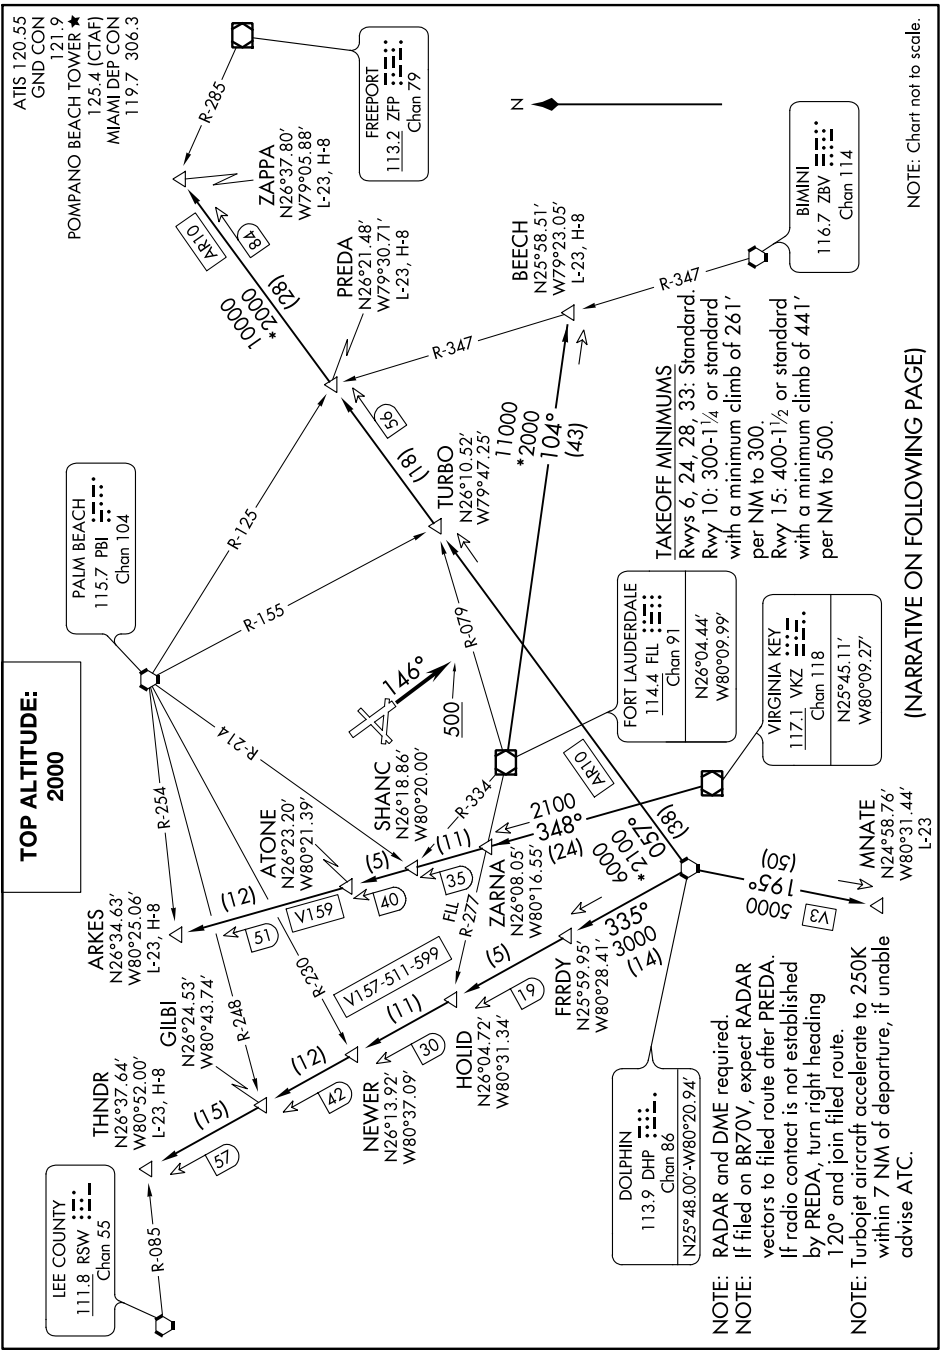 TOP ALTITUDE:
2000
ATIS 120.55
GND CON
121.9
POMPANO BEACH TOWER ★
125.4 (CTAF)
MIAMI DEP CON
119.7 306.3
LEE COUNTY
111.8 RSW
Chan 55
R-085
THNDR
N26°37.64'
W80°52.00'
L-23, H-8
57
(15)
GILBI
N26°24.53'
W80°43.74'
R-248
42
(12)
NEWER
N26°13.92'
W80°37.09'
R-230
30
(11)
V157-511-599
HOLID
N26°04.72'
W80°31.34'
FLL
R-277
19
(5)
FRRDY
N25°59.95'
W80°28.41'
335°
3000
(14)
ARKES
N26°34.63'
W80°25.06'
L-23, H-8
R-254
51
(12)
V159
ATONE
N26°23.20'
W80°21.39'
40
(5)
SHANC
N26°18.86'
W80°20.00'
R-214
35
(11)
R-334
ZARNA
N26°08.05'
W80°16.55'
2100
348°
(24)
PALM BEACH
115.7 PBI
Chan 104
R-125
R-155
146°
500
R-079
TURBO
N26°10.52'
W79°47.25'
(18)
56
PREDA
N26°21.48'
W79°30.71'
L-23, H-8
10000
*2000
(28)
AR10
84
ZAPPA
N26°37.80'
W79°05.88'
L-23, H-8
R-285
FREEPORT
113.2 ZFP
Chan 79
N
R-347
BEECH
N25°58.51'
W79°23.05'
L-23, H-8
R-347
BIMINI
116.7 ZBV
Chan 114
11000
*2000
104°
(43)
FORT LAUDERDALE
114.4 FLL
Chan 91
N26°04.44'
W80°09.99'
VIRGINIA KEY
117.1 VKZ
Chan 118
N25°45.11'
W80°09.27'
AR10
6000
*2100
057°
(38)
DOLPHIN
113.9 DHP
Chan 86
N25°48.00'-W80°20.94'
5000
195°
(50)
V3
MNATE
N24°58.76'
W80°31.44'
L-23
TAKEOFF MINIMUMS
Rwys 6, 24, 28, 33: Standard.
Rwy 10: 300-1¼ or standard
with a minimum climb of 261'
per NM to 300.
Rwy 15: 400-1½ or standard
with a minimum climb of 441'
per NM to 500.
NOTE: RADAR and DME required.
NOTE: If filed on BR70V, expect RADAR
vectors to filed route after PREDA.
If radio contact is not established
by PREDA, turn right heading
120° and join filed route.
NOTE: Turbojet aircraft accelerate to 250K
within 7 NM of departure, if unable
advise ATC.
(NARRATIVE ON FOLLOWING PAGE)
NOTE: Chart not to scale.